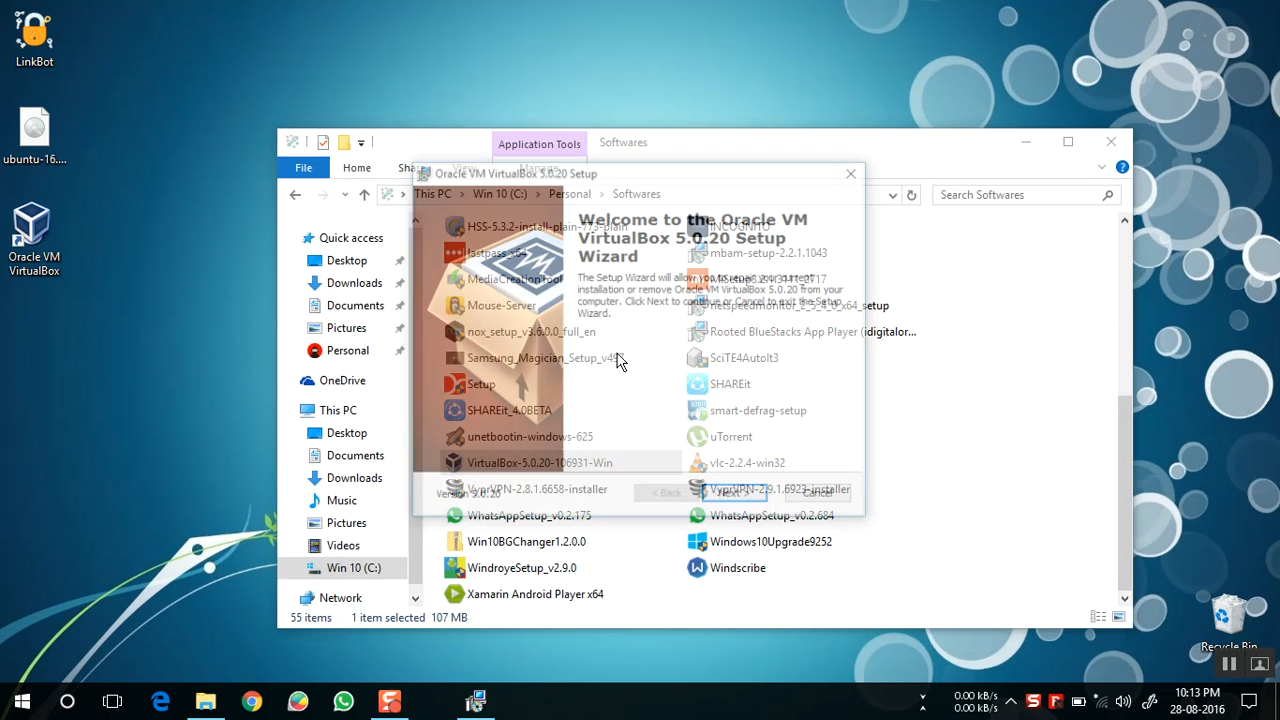 LinkBot
ubuntu-16....
Oracle VM
VirtualBox
Application Tools
Softwares
File
Home
Share
View
Manage
This PC
Win 10 (C:)
Personal
Softwares
Search Softwares
Quick access
Desktop
Downloads
Documents
Pictures
Personal
OneDrive
This PC
Desktop
Documents
Downloads
Music
Pictures
Videos
Win 10 (C:)
Network
Oracle VM VirtualBox 5.0.20 Setup
Welcome to the Oracle VM
VirtualBox 5.0.20 Setup
Wizard
The Setup Wizard will allow you to repair your current
installation or remove Oracle VM VirtualBox 5.0.20 from your
computer. Click Next to continue or Cancel to exit the Setup
Wizard.
Version 5.0.20
< Back
Next >
Cancel
HSS-5.3.2-install-plain-773-plain
INCOGNITO
lastpass_x64
mbam-setup-2.2.1.1043
MediaCreationTool
Mouse-Server
netspeedmonitor_2_5_4_0_x64_setup
nox_setup_v3.6.0.0_full_en
Rooted BlueStacks App Player (idigitalor...
SciTE4AutoIt3
Setup
SHAREit
SHAREit_4.0BETA
smart-defrag-setup
unetbootin-windows-625
uTorrent
VirtualBox-5.0.20-106931-Win
vlc-2.2.4-win32
VyprVPN-2.8.1.6658-installer
VyprVPN-2.9.1.6923-installer
WhatsAppSetup_v0.2.175
WhatsAppSetup_v0.2.684
Win10BGChanger1.2.0.0
Windows10Upgrade9252
WindroyeSetup_v2.9.0
Windscribe
Xamarin Android Player x64
55 items
1 item selected 107 MB
Recycle Bin
0.00 kB/s
0.00 kB/s
10:13 PM
28-08-2016